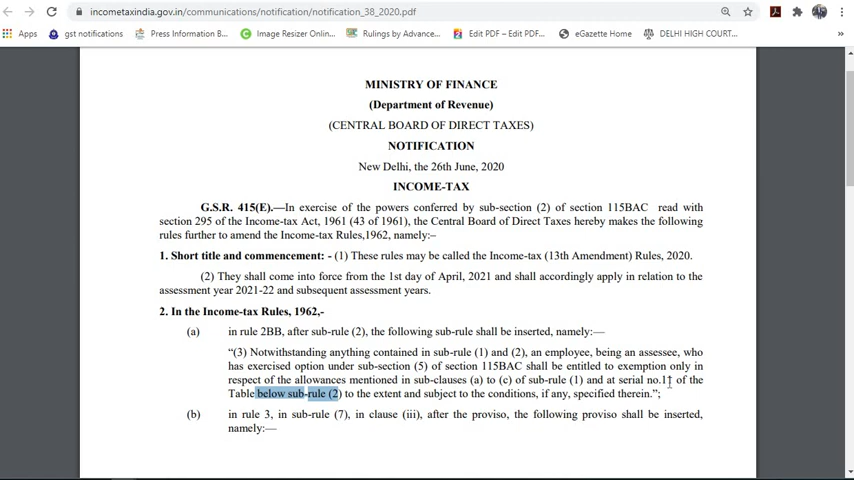 incometaxindia.gov.in/communications/notification/notification_38_2020.pdf
Apps gst notifications Press Information B... Image Resizer Onlin... Rulings by Advance... Edit PDF – Edit PDF... eGazette Home DELHI HIGH COURT... »
MINISTRY OF FINANCE
(Department of Revenue)
(CENTRAL BOARD OF DIRECT TAXES)
NOTIFICATION
New Delhi, the 26th June, 2020
INCOME-TAX
G.S.R. 415(E).—In exercise of the powers conferred by sub-section (2) of section 115BAC read with
section 295 of the Income-tax Act, 1961 (43 of 1961), the Central Board of Direct Taxes hereby makes the following
rules further to amend the Income-tax Rules,1962, namely:–
1. Short title and commencement: - (1) These rules may be called the Income-tax (13th Amendment) Rules, 2020.
(2) They shall come into force from the 1st day of April, 2021 and shall accordingly apply in relation to the
assessment year 2021-22 and subsequent assessment years.
2. In the Income-tax Rules, 1962,-
(a) in rule 2BB, after sub-rule (2), the following sub-rule shall be inserted, namely:—
“(3) Notwithstanding anything contained in sub-rule (1) and (2), an employee, being an assessee, who
has exercised option under sub-section (5) of section 115BAC shall be entitled to exemption only in
respect of the allowances mentioned in sub-clauses (a) to (c) of sub-rule (1) and at serial no.11 of the
Table below sub-rule (2) to the extent and subject to the conditions, if any, specified therein.”;
(b) in rule 3, in sub-rule (7), in clause (iii), after the proviso, the following proviso shall be inserted,
namely:—